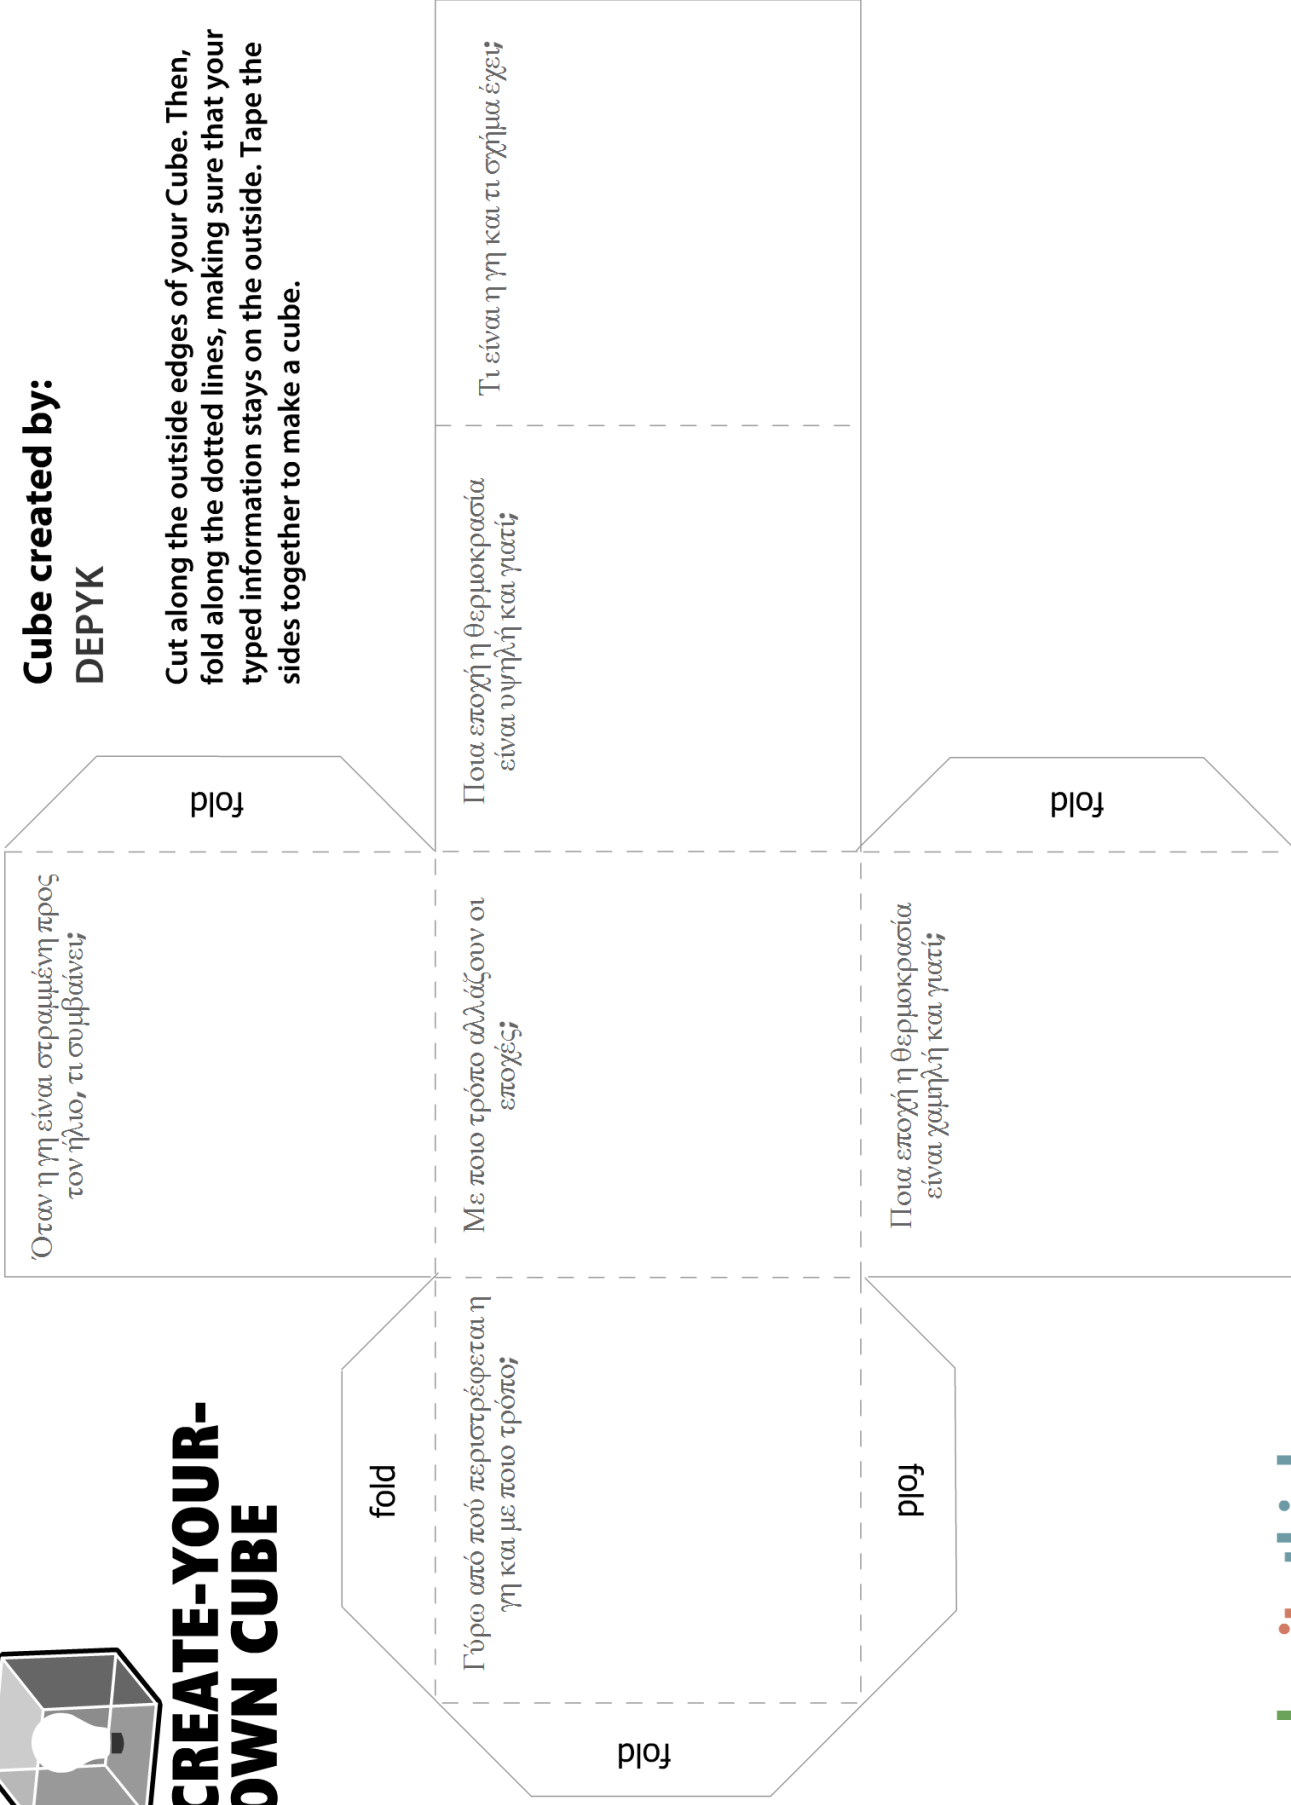 CREATE-YOUR-
OWN CUBE
Cube created by:
DEPYK
Cut along the outside edges of your Cube. Then,
fold along the dotted lines, making sure that your
typed information stays on the outside. Tape the
sides together to make a cube.
Όταν η γη είναι στραμμένη προς
τον ήλιο, τι συμβαίνει;
fold
fold
Γύρω από πού περιστρέφεται η
γη και με ποιο τρόπο;
fold
Με ποιο τρόπο αλλάζουν οι
εποχές;
Ποια εποχή η θερμοκρασία
είναι υψηλή και γιατί;
Τι είναι η γη και τι σχήμα έχει;
fold
Ποια εποχή η θερμοκρασία
είναι χαμηλή και γιατί;
fold